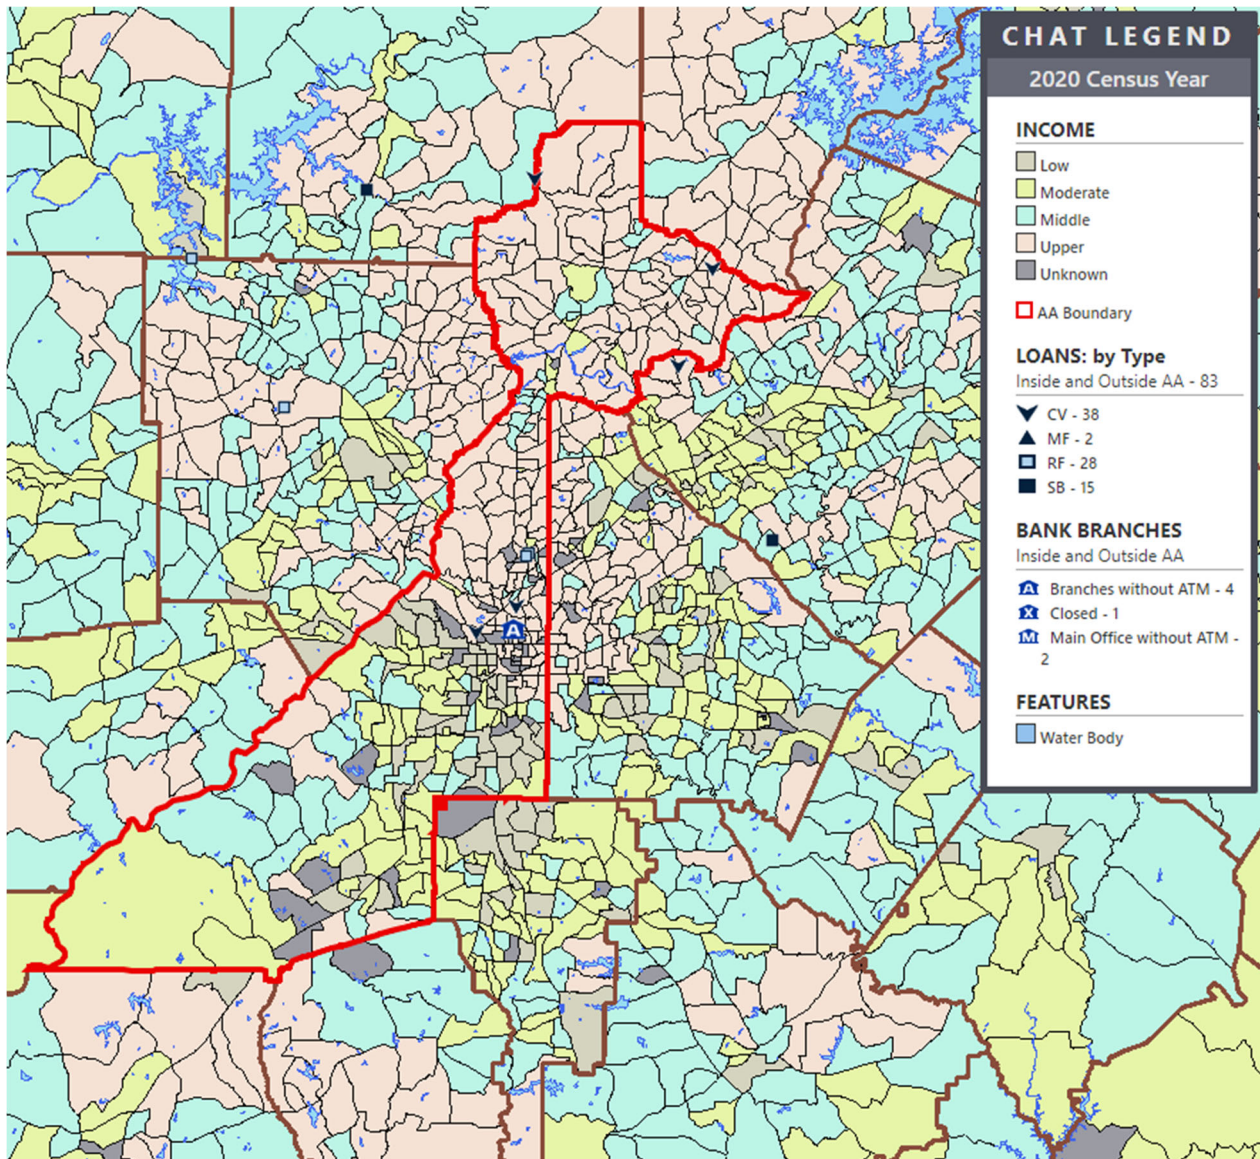 CHAT LEGEND
2020 Census Year
INCOME
Low
Moderate
Middle
Upper
Unknown
AA Boundary
LOANS: by Type
Inside and Outside AA - 83
CV - 38
MF - 2
RF - 28
SB - 15
BANK BRANCHES
Inside and Outside AA
A Branches without ATM - 4
X Closed - 1
M Main Office without ATM -
2
FEATURES
Water Body
A